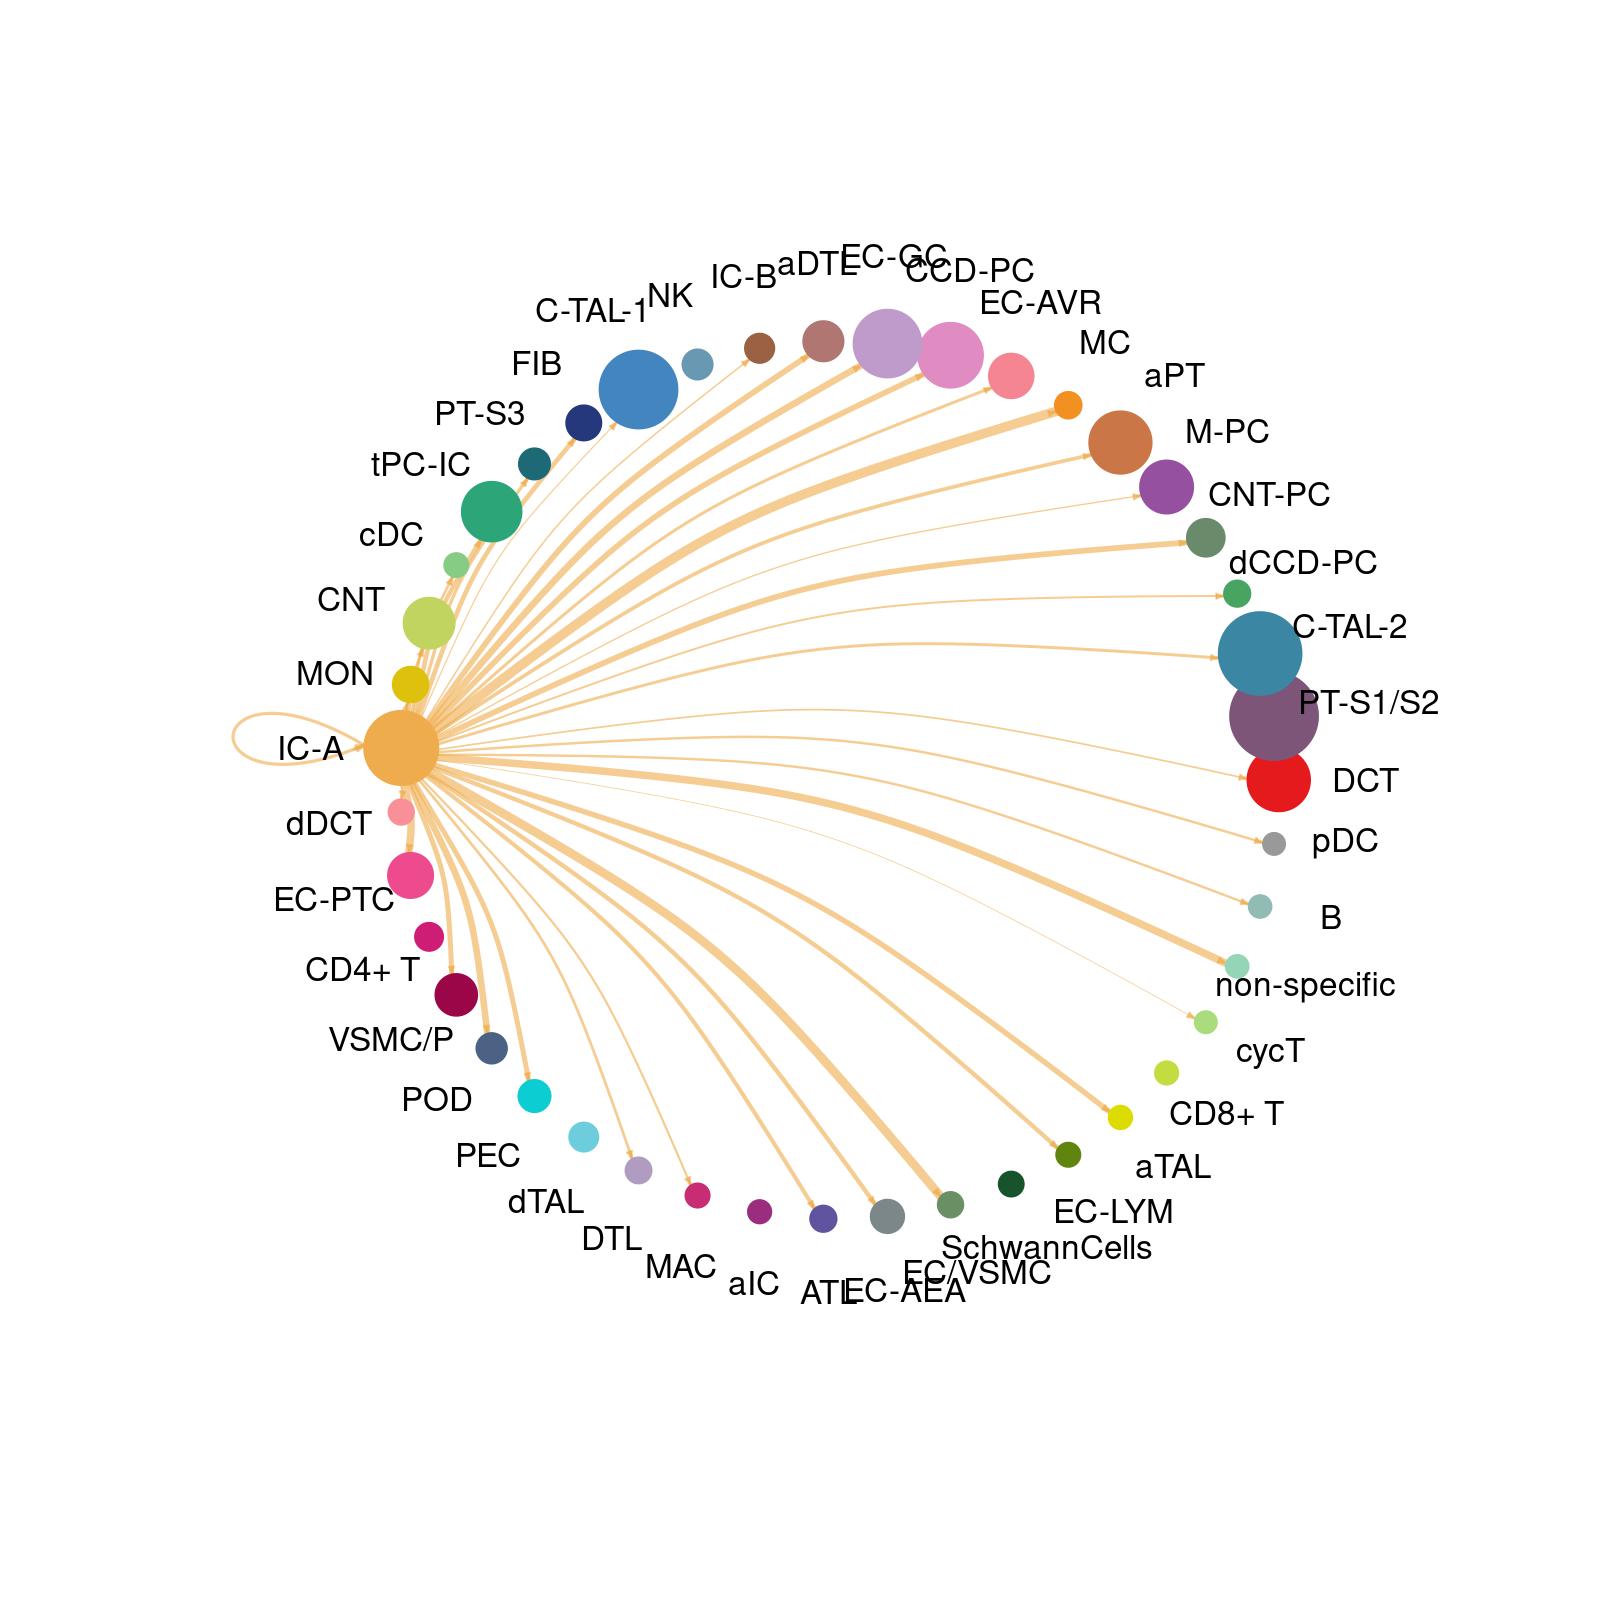 EC-GC
aDTL
CCD-PC
IC-B
NK
EC-AVR
C-TAL-1
MC
FIB
aPT
PT-S3
M-PC
tPC-IC
CNT-PC
cDC
dCCD-PC
CNT
C-TAL-2
MON
PT-S1/S2
IC-A
DCT
dDCT
pDC
EC-PTC
B
CD4+ T
non-specific
VSMC/P
cycT
POD
CD8+ T
PEC
aTAL
dTAL
EC-LYM
DTL
SchwannCells
MAC
EC/VSMC
aIC
ATL
EC-AEA